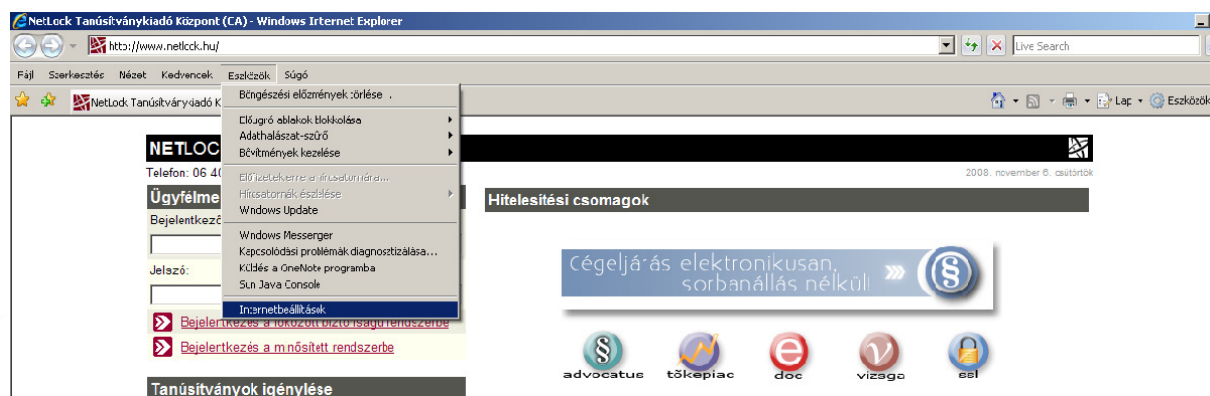 NetLock Tanúsítványkiadó Központ (CA) - Windows Internet Explorer
http://www.netlock.hu/
Live Search
Fájl Szerkesztés Nézet Kedvencek Eszközök Súgó
NetLock Tanúsítványkiadó K
Lap Eszközök
Böngészési előzmények törlése...
Előugró ablakok blokkolása
Adathalászat-szűrő
Bővítmények kezelése
Előfizetek erre a hírcsatornára...
Hírcsatornák észlelése
Windows Update
Windows Messenger
Kapcsolódási problémák diagnosztizálása...
Küldés a OneNote programba
Sun Java Console
Internetbeállítások
NETLOC
Telefon: 06 40
2008. november 6. csütörtök
Ügyfélme
Bejelentkező
Jelszó:
Bejelentkezés a fokozott biztonságú rendszerbe
Bejelentkezés a minősített rendszerbe
Tanúsítványok igénylése
Hitelesítési csomagok
Cégeljárás elektronikusan,
sorbanállás nélkül!
advocatus tőkepiac doc vizsga ssl